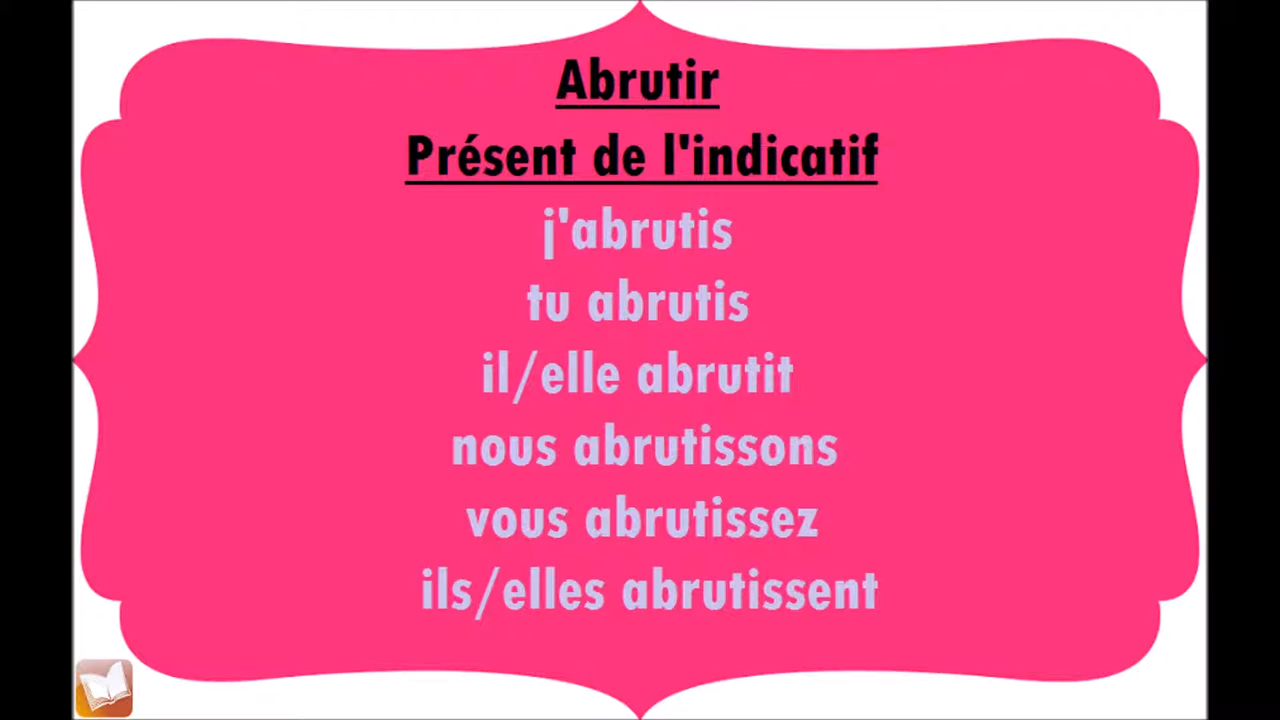 Abrutir
Présent de l'indicatif
j'abrutis
tu abrutis
il/elle abrutit
nous abrutissons
vous abrutissez
ils/elles abrutissent